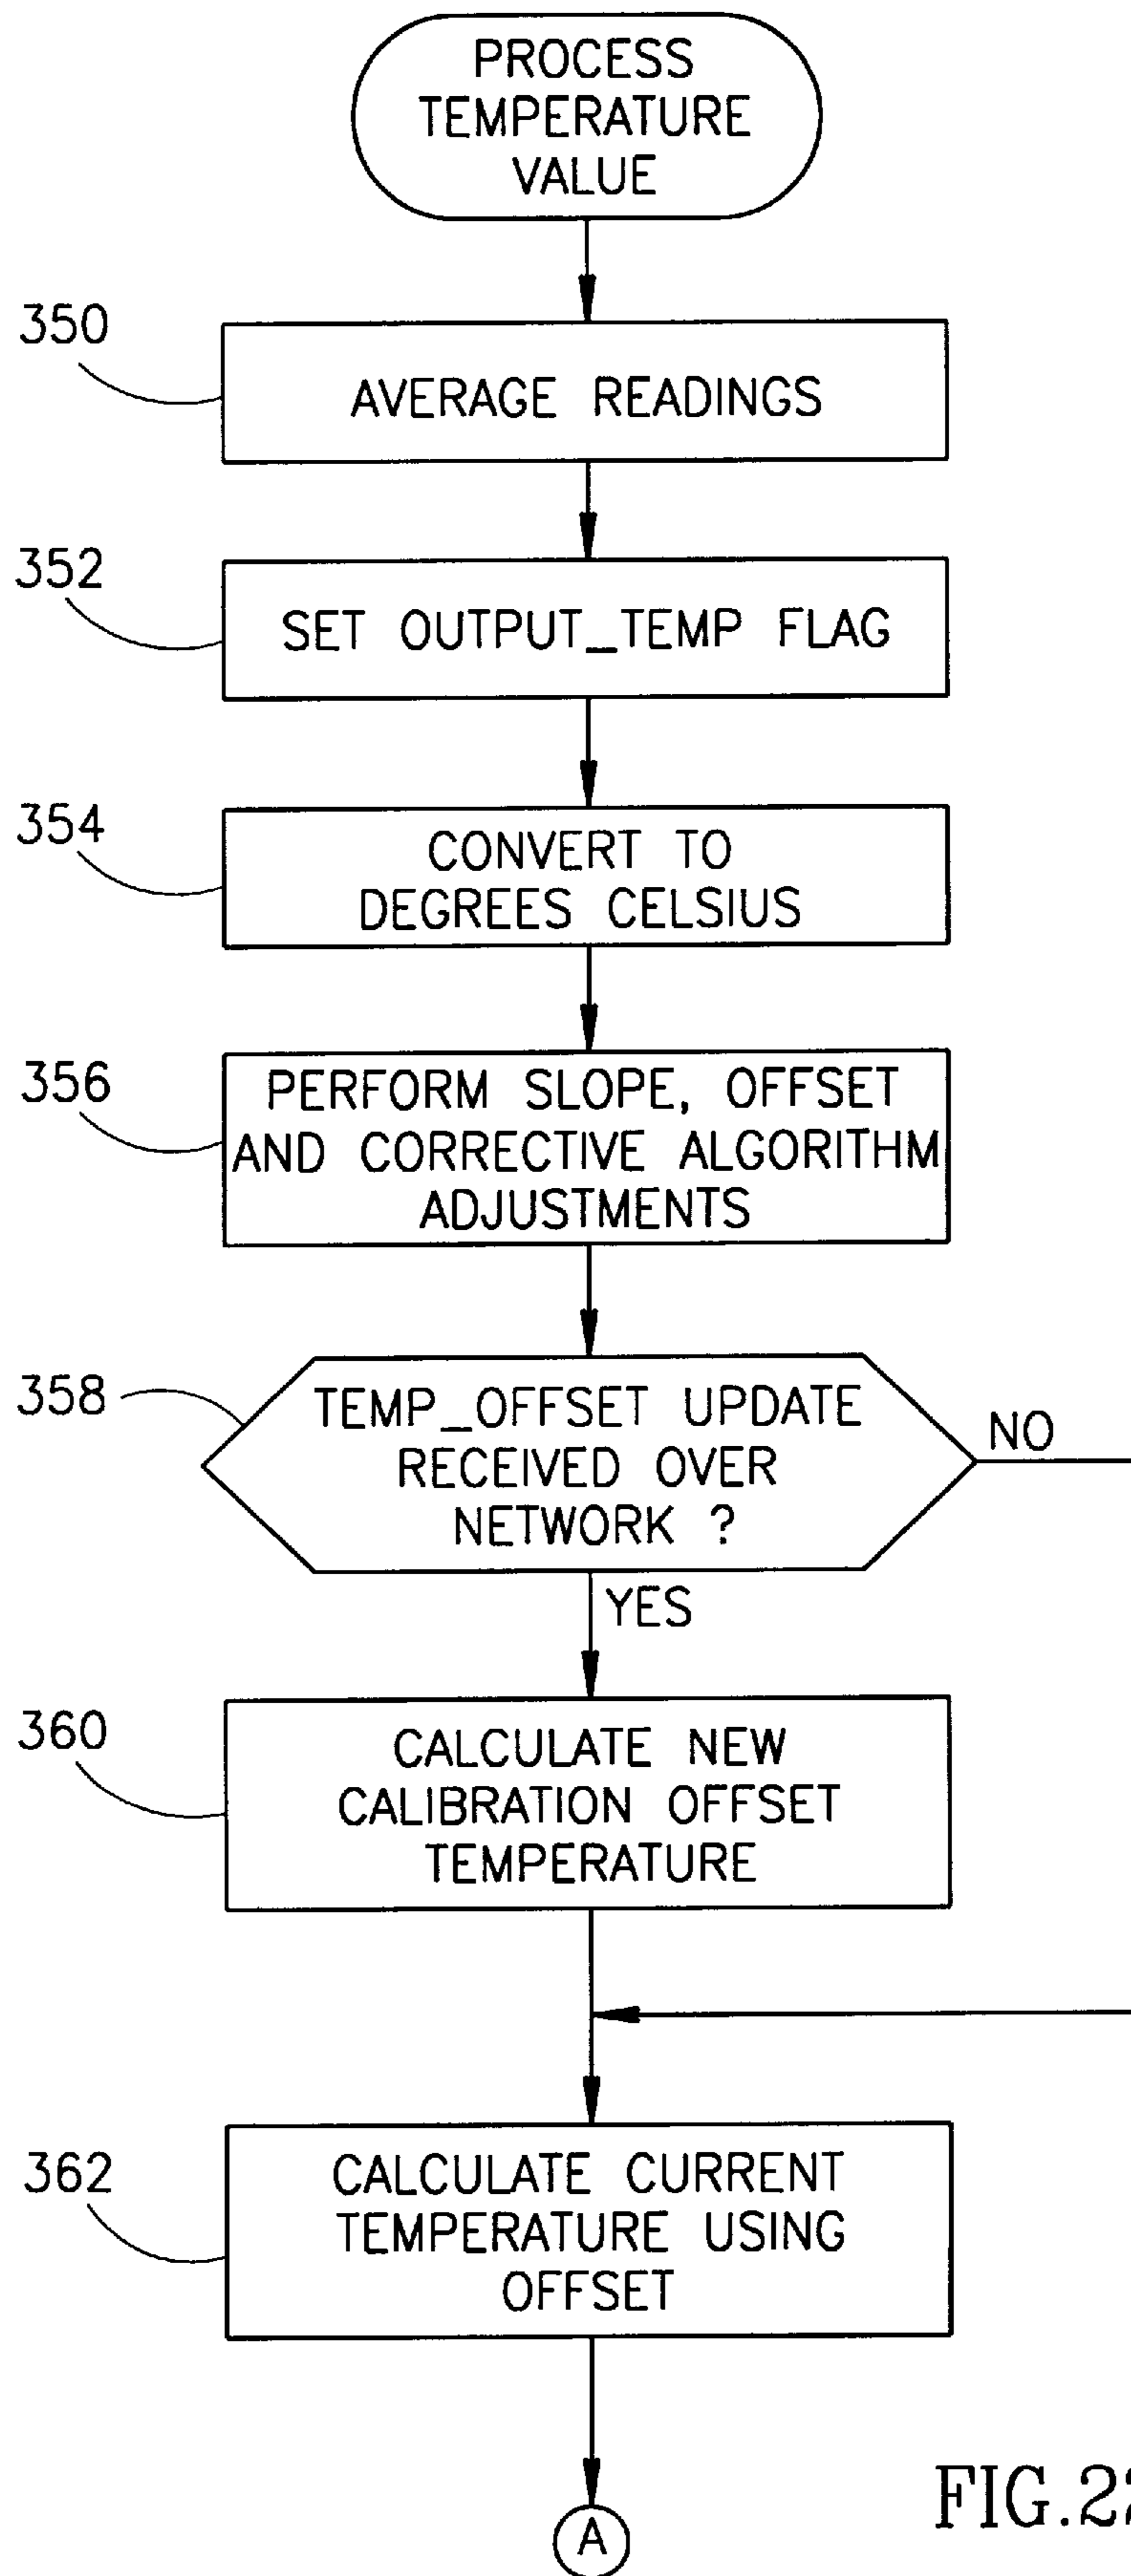 PROCESS
TEMPERATURE
VALUE
350
AVERAGE READINGS
352
SET OUTPUT_TEMP FLAG
354
CONVERT TO
DEGREES CELSIUS
356
PERFORM SLOPE, OFFSET
AND CORRECTIVE ALGORITHM
ADJUSTMENTS
358
TEMP_OFFSET UPDATE
RECEIVED OVER
NETWORK ?
NO
YES
360
CALCULATE NEW
CALIBRATION OFFSET
TEMPERATURE
362
CALCULATE CURRENT
TEMPERATURE USING
OFFSET
FIG.22
A